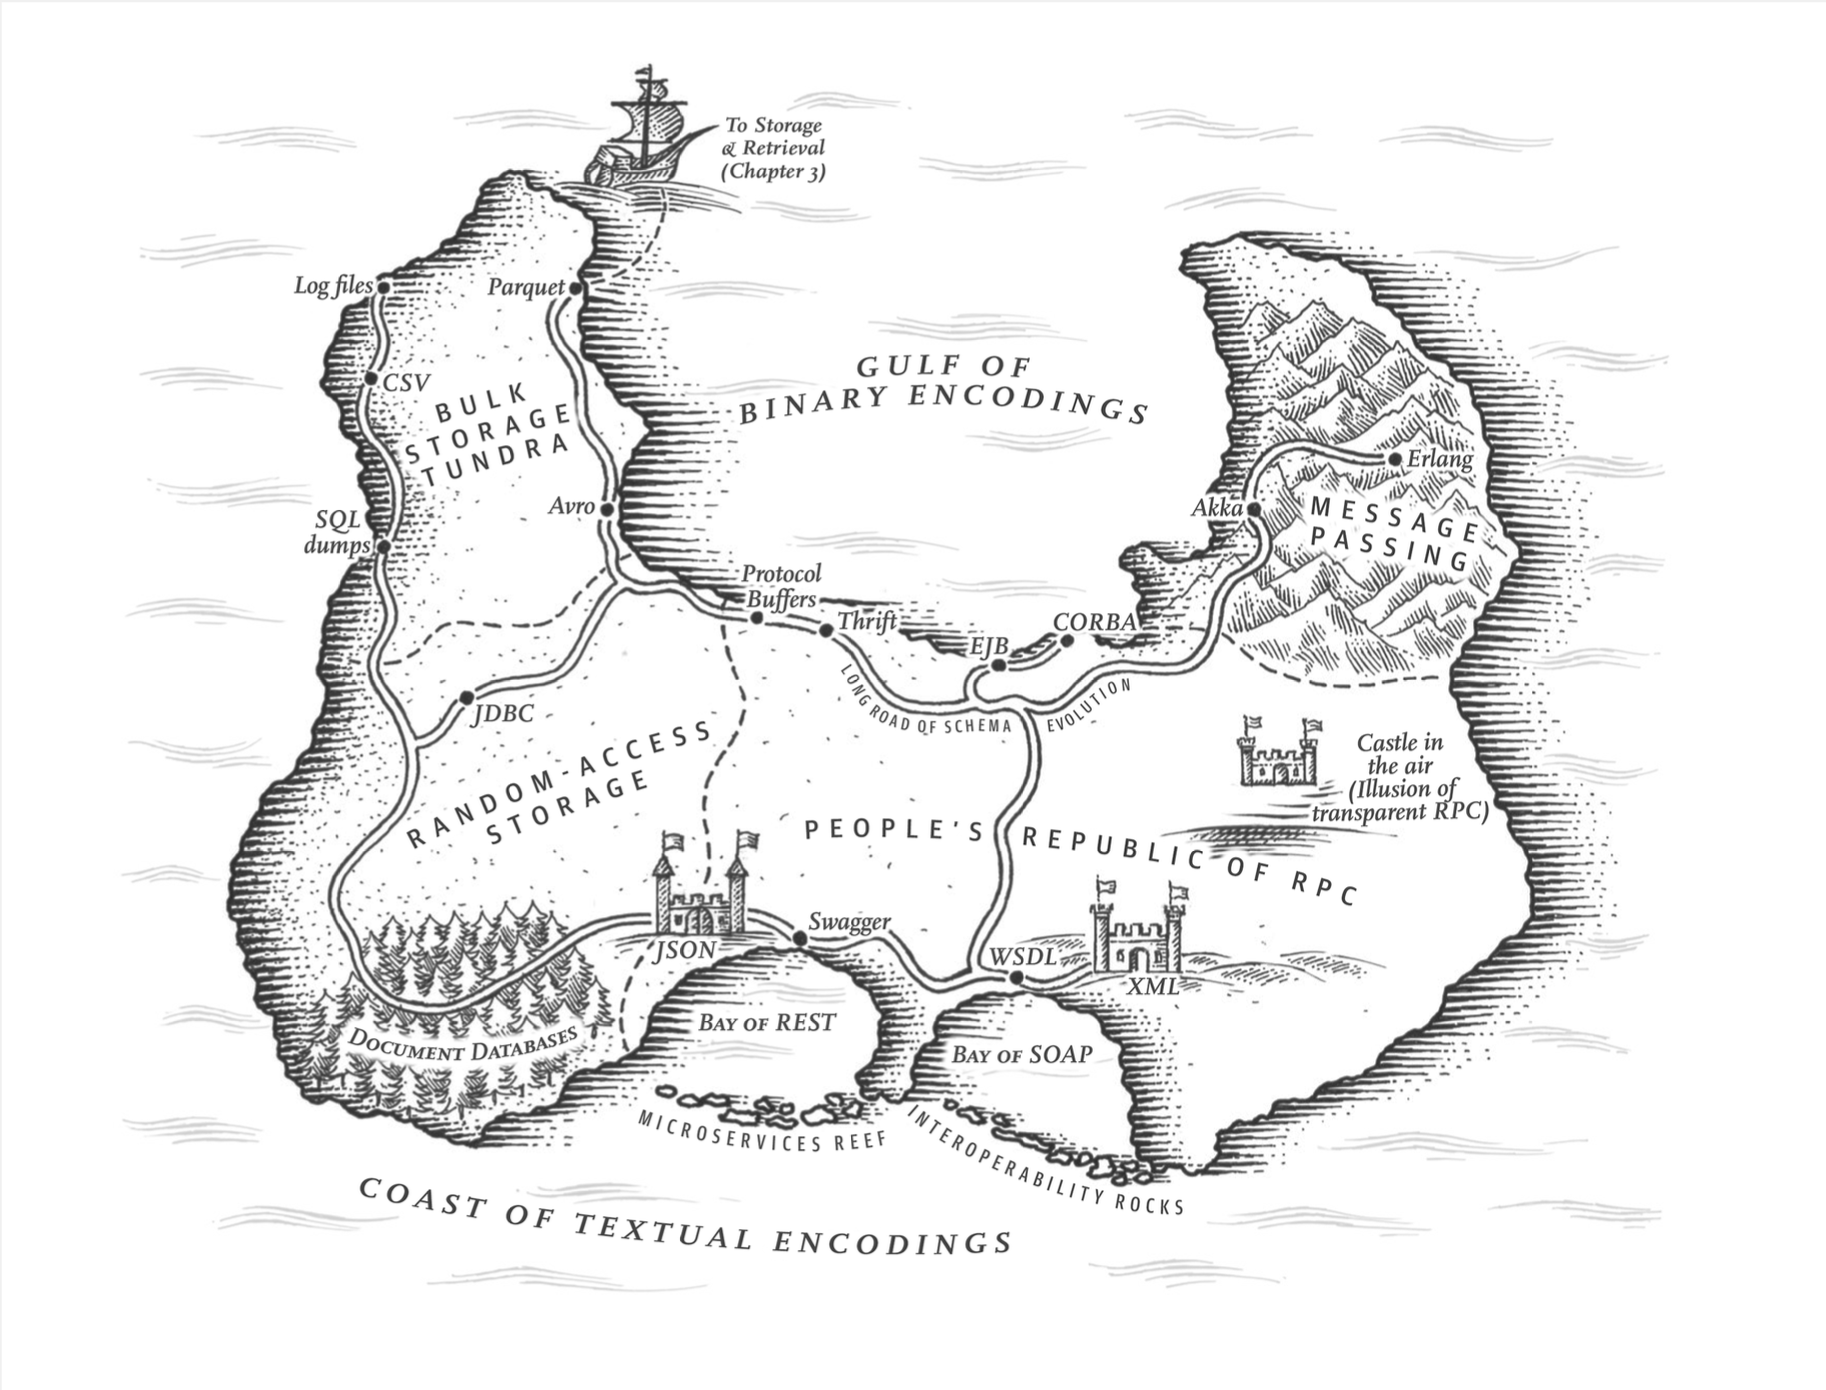 To Storage
& Retrieval
(Chapter 3)
Log files
Parquet
CSV
BULK
STORAGE
TUNDRA
GULF OF
BINARY ENCODINGS
Erlang
Avro
Akka
MESSAGE
PASSING
SQL
dumps
Protocol
Buffers
Thrift
CORBA
EJB
LONG ROAD OF SCHEMA EVOLUTION
JDBC
RANDOM-ACCESS
STORAGE
Castle in
the air
(Illusion of
transparent RPC)
PEOPLE'S REPUBLIC OF RPC
JSON
Swagger
WSDL
XML
DOCUMENT DATABASES
BAY OF REST
BAY OF SOAP
MICROSERVICES REEF
INTEROPERABILITY ROCKS
COAST OF TEXTUAL ENCODINGS